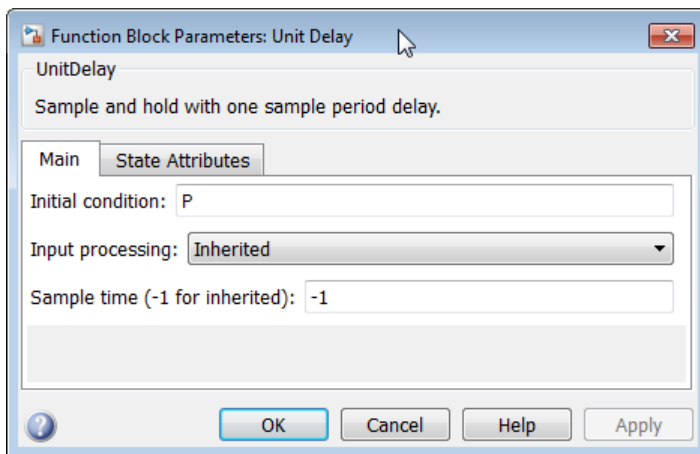 Function Block Parameters: Unit Delay
UnitDelay
Sample and hold with one sample period delay.
Main State Attributes
Initial condition: P
Input processing: Inherited
Sample time (-1 for inherited): -1
? OK Cancel Help Apply